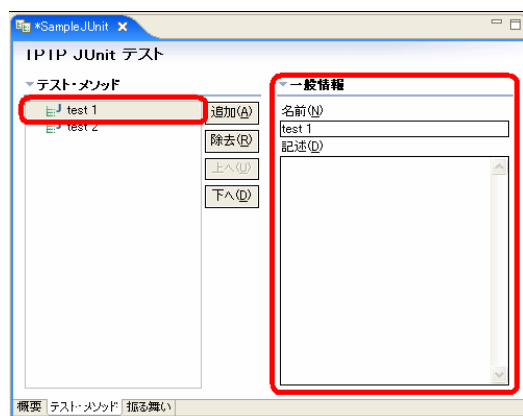 *SampleJUnit
TPTP JUnit テスト
テスト・メソッド
test 1
test 2
追加(A)
除去(R)
上へ(U)
下へ(D)
一般情報
名前(N)
test 1
記述(D)
概要 テスト・メソッド 振る舞い